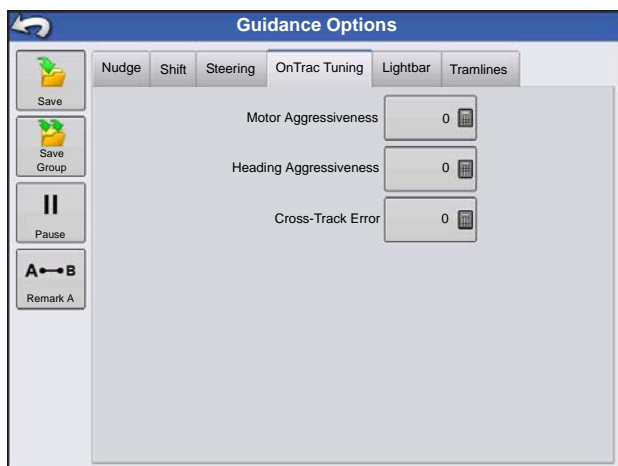 Guidance Options
Nudge Shift Steering OnTrac Tuning Lightbar Tramlines
Save
Save
Group
Pause
A B
Remark A
Motor Aggressiveness 0
Heading Aggressiveness 0
Cross-Track Error 0